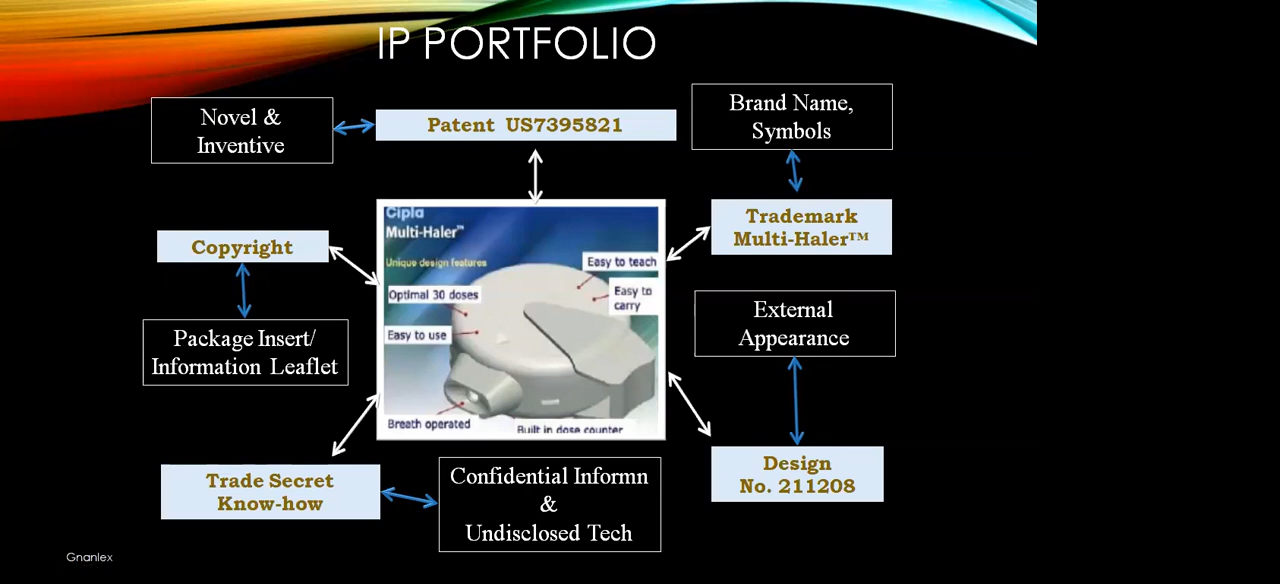 IP PORTFOLIO
Novel &
Inventive
Patent US7395821
Brand Name,
Symbols
Trademark
Multi-Haler™
Copyright
Package Insert/
Information Leaflet
Cipla
Multi-Haler™
Unique design features
Easy to teach
Optimal 30 doses
Easy to
carry
Easy to use
Breath operated
Built in dose counter
External
Appearance
Design
No. 211208
Trade Secret
Know-how
Confidential Informn
&
Undisclosed Tech
Gnanlex